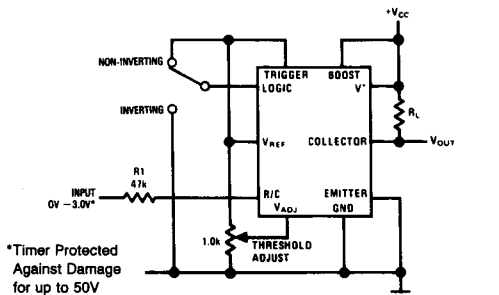 +VCC
NON-INVERTING
TRIGGER
BOOST
LOGIC
V+
INVERTING
RL
VREF
COLLECTOR
VOUT
R1
47k
INPUT
0V –3.0V*
R/C
EMITTER
VADJ
GND
1.0k
THRESHOLD
ADJUST
*Timer Protected
Against Damage
for up to 50V